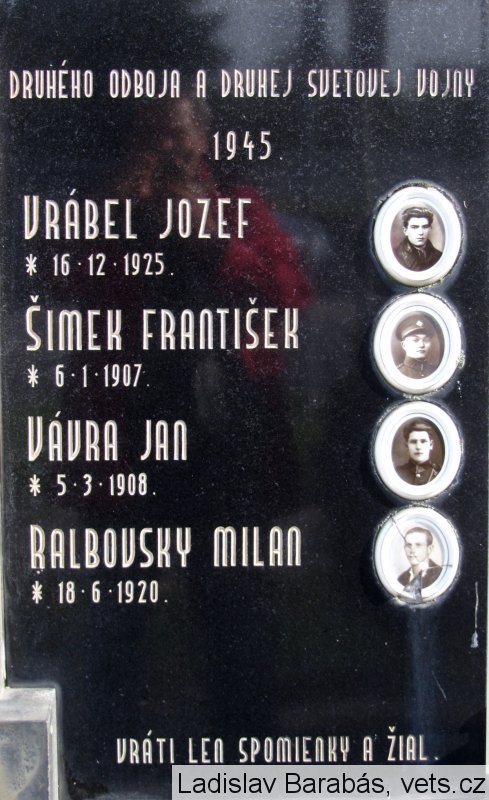 DRUHÉHO ODBOJA A DRUHEJ SVETOVEJ VOJNY
1945.
VRÁBEL JOZEF
* 16·12·1925.
ŠIMEK FRANTIŠEK
* 6·1·1907.
VÁVRA JAN
* 5·3·1908.
RALBOVSKY MILAN
* 18·6·1920.
VRÁTI LEN SPOMIENKY A ŽIAL.
Ladislav Barabás, vets.cz